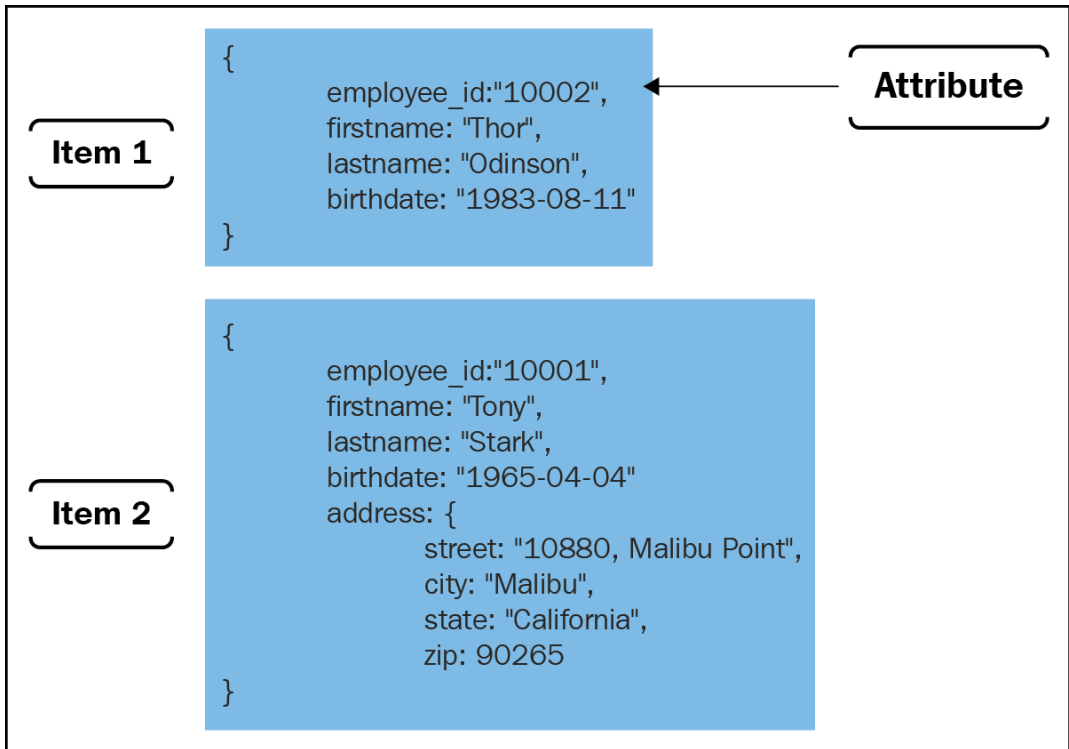 {
employee_id:"10002",
firstname: "Thor",
lastname: "Odinson",
birthdate: "1983-08-11"
}
Item 1
Attribute
{
employee_id:"10001",
firstname: "Tony",
lastname: "Stark",
birthdate: "1965-04-04"
address: {
street: "10880, Malibu Point",
city: "Malibu",
state: "California",
zip: 90265
}
Item 2